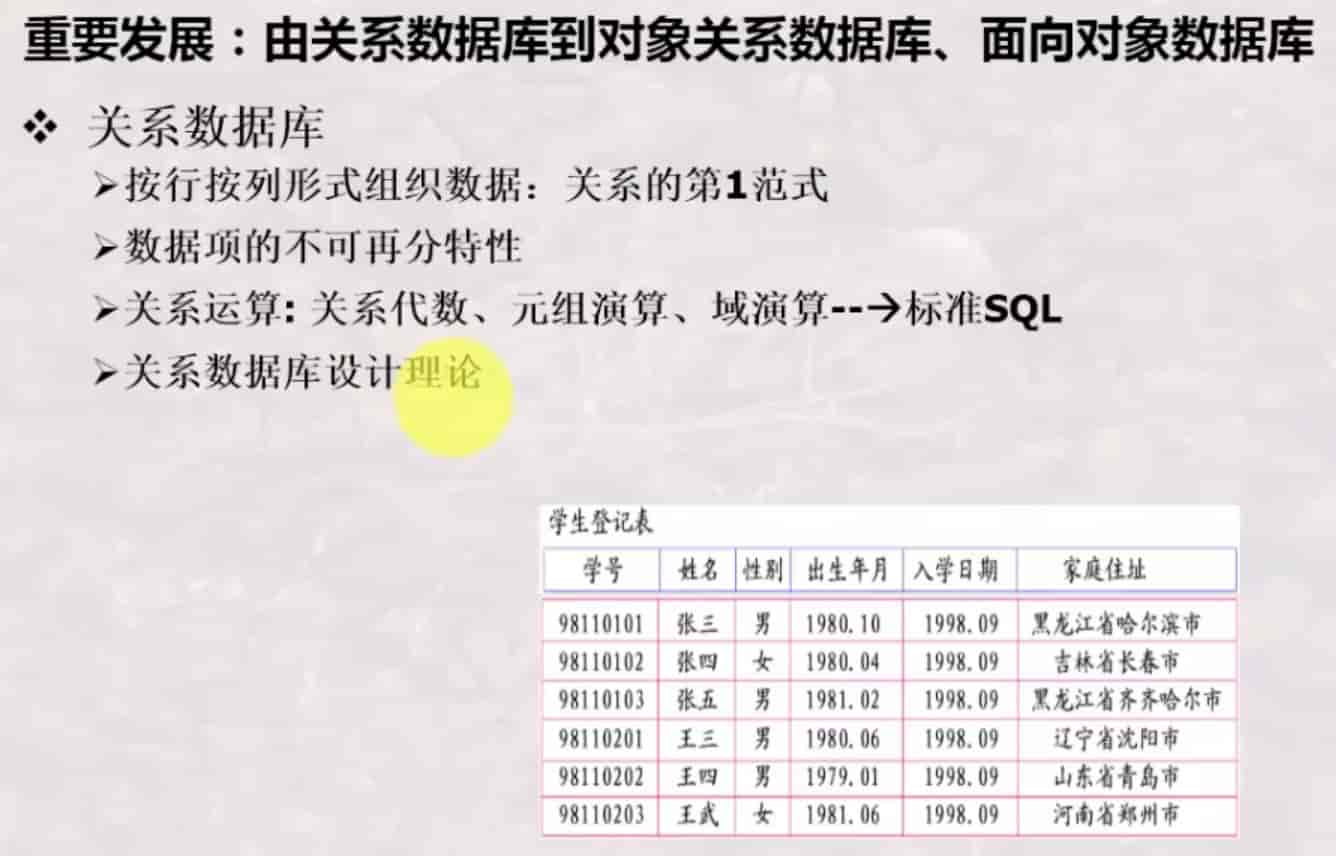 重要发展：由关系数据库到对象关系数据库、面向对象数据库
❖ 关系数据库
➢按行按列形式组织数据：关系的第1范式
➢数据项的不可再分特性
➢关系运算: 关系代数、元组演算、域演算--→标准SQL
➢关系数据库设计理论
学生登记表
学号 姓名 性别 出生年月 入学日期 家庭住址
98110101 张三 男 1980.10 1998.09 黑龙江省哈尔滨市
98110102 张四 女 1980.04 1998.09 吉林省长春市
98110103 张五 男 1981.02 1998.09 黑龙江省齐齐哈尔市
98110201 王三 男 1980.06 1998.09 辽宁省沈阳市
98110202 王四 男 1979.01 1998.09 山东省青岛市
98110203 王武 女 1981.06 1998.09 河南省郑州市